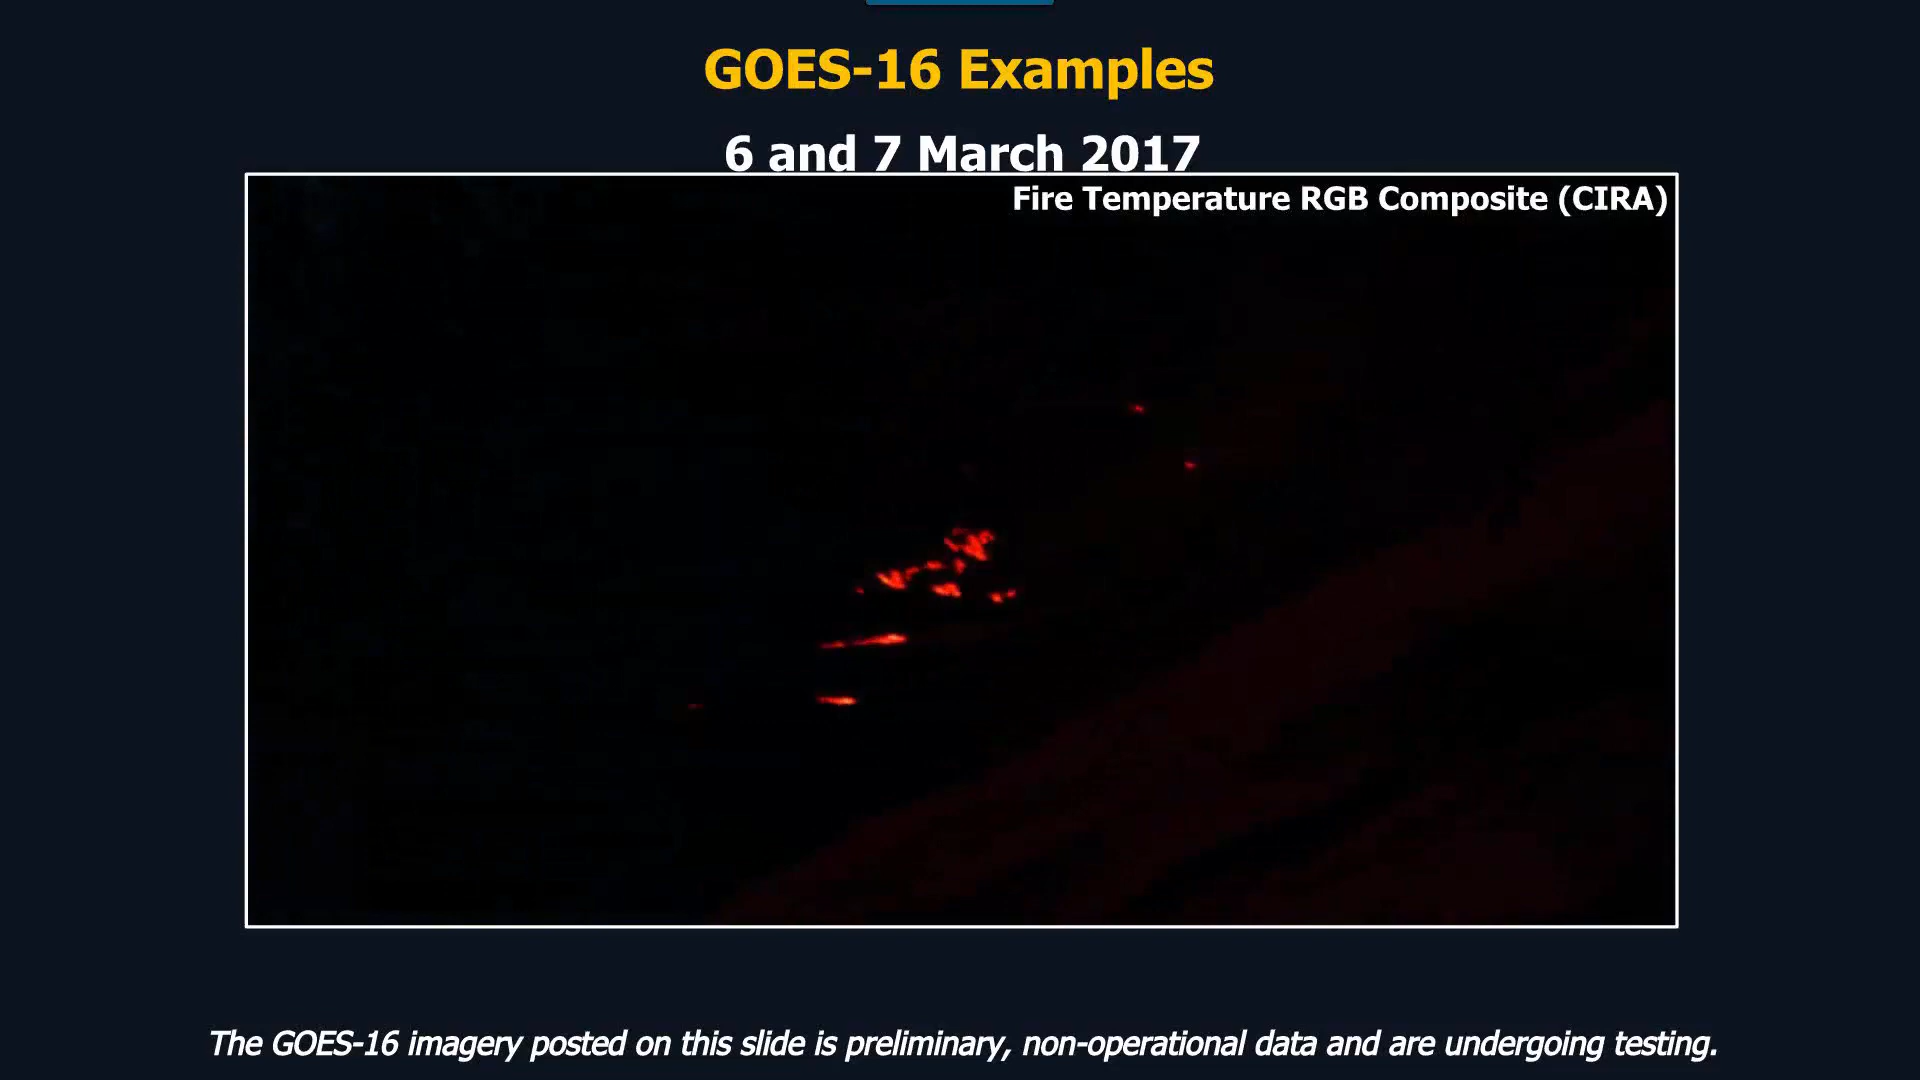 GOES-16 Examples
6 and 7 March 2017
Fire Temperature RGB Composite (CIRA)
The GOES-16 imagery posted on this slide is preliminary, non-operational data and are undergoing testing.